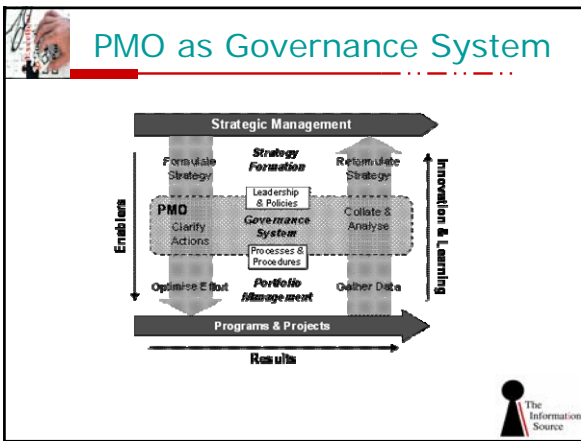 PMO as Governance System
Strategic Management
Formulate
Strategy
Strategy
Formation
Reformulate
Strategy
Leadership
& Policies
PMO
Clarify
Actions
Governance
System
Collate &
Analyse
Processes &
Procedures
Optimise Effort
Portfolio
Management
Gather Data
Enablers
Innovation & Learning
Programs & Projects
Results
The
Information
Source